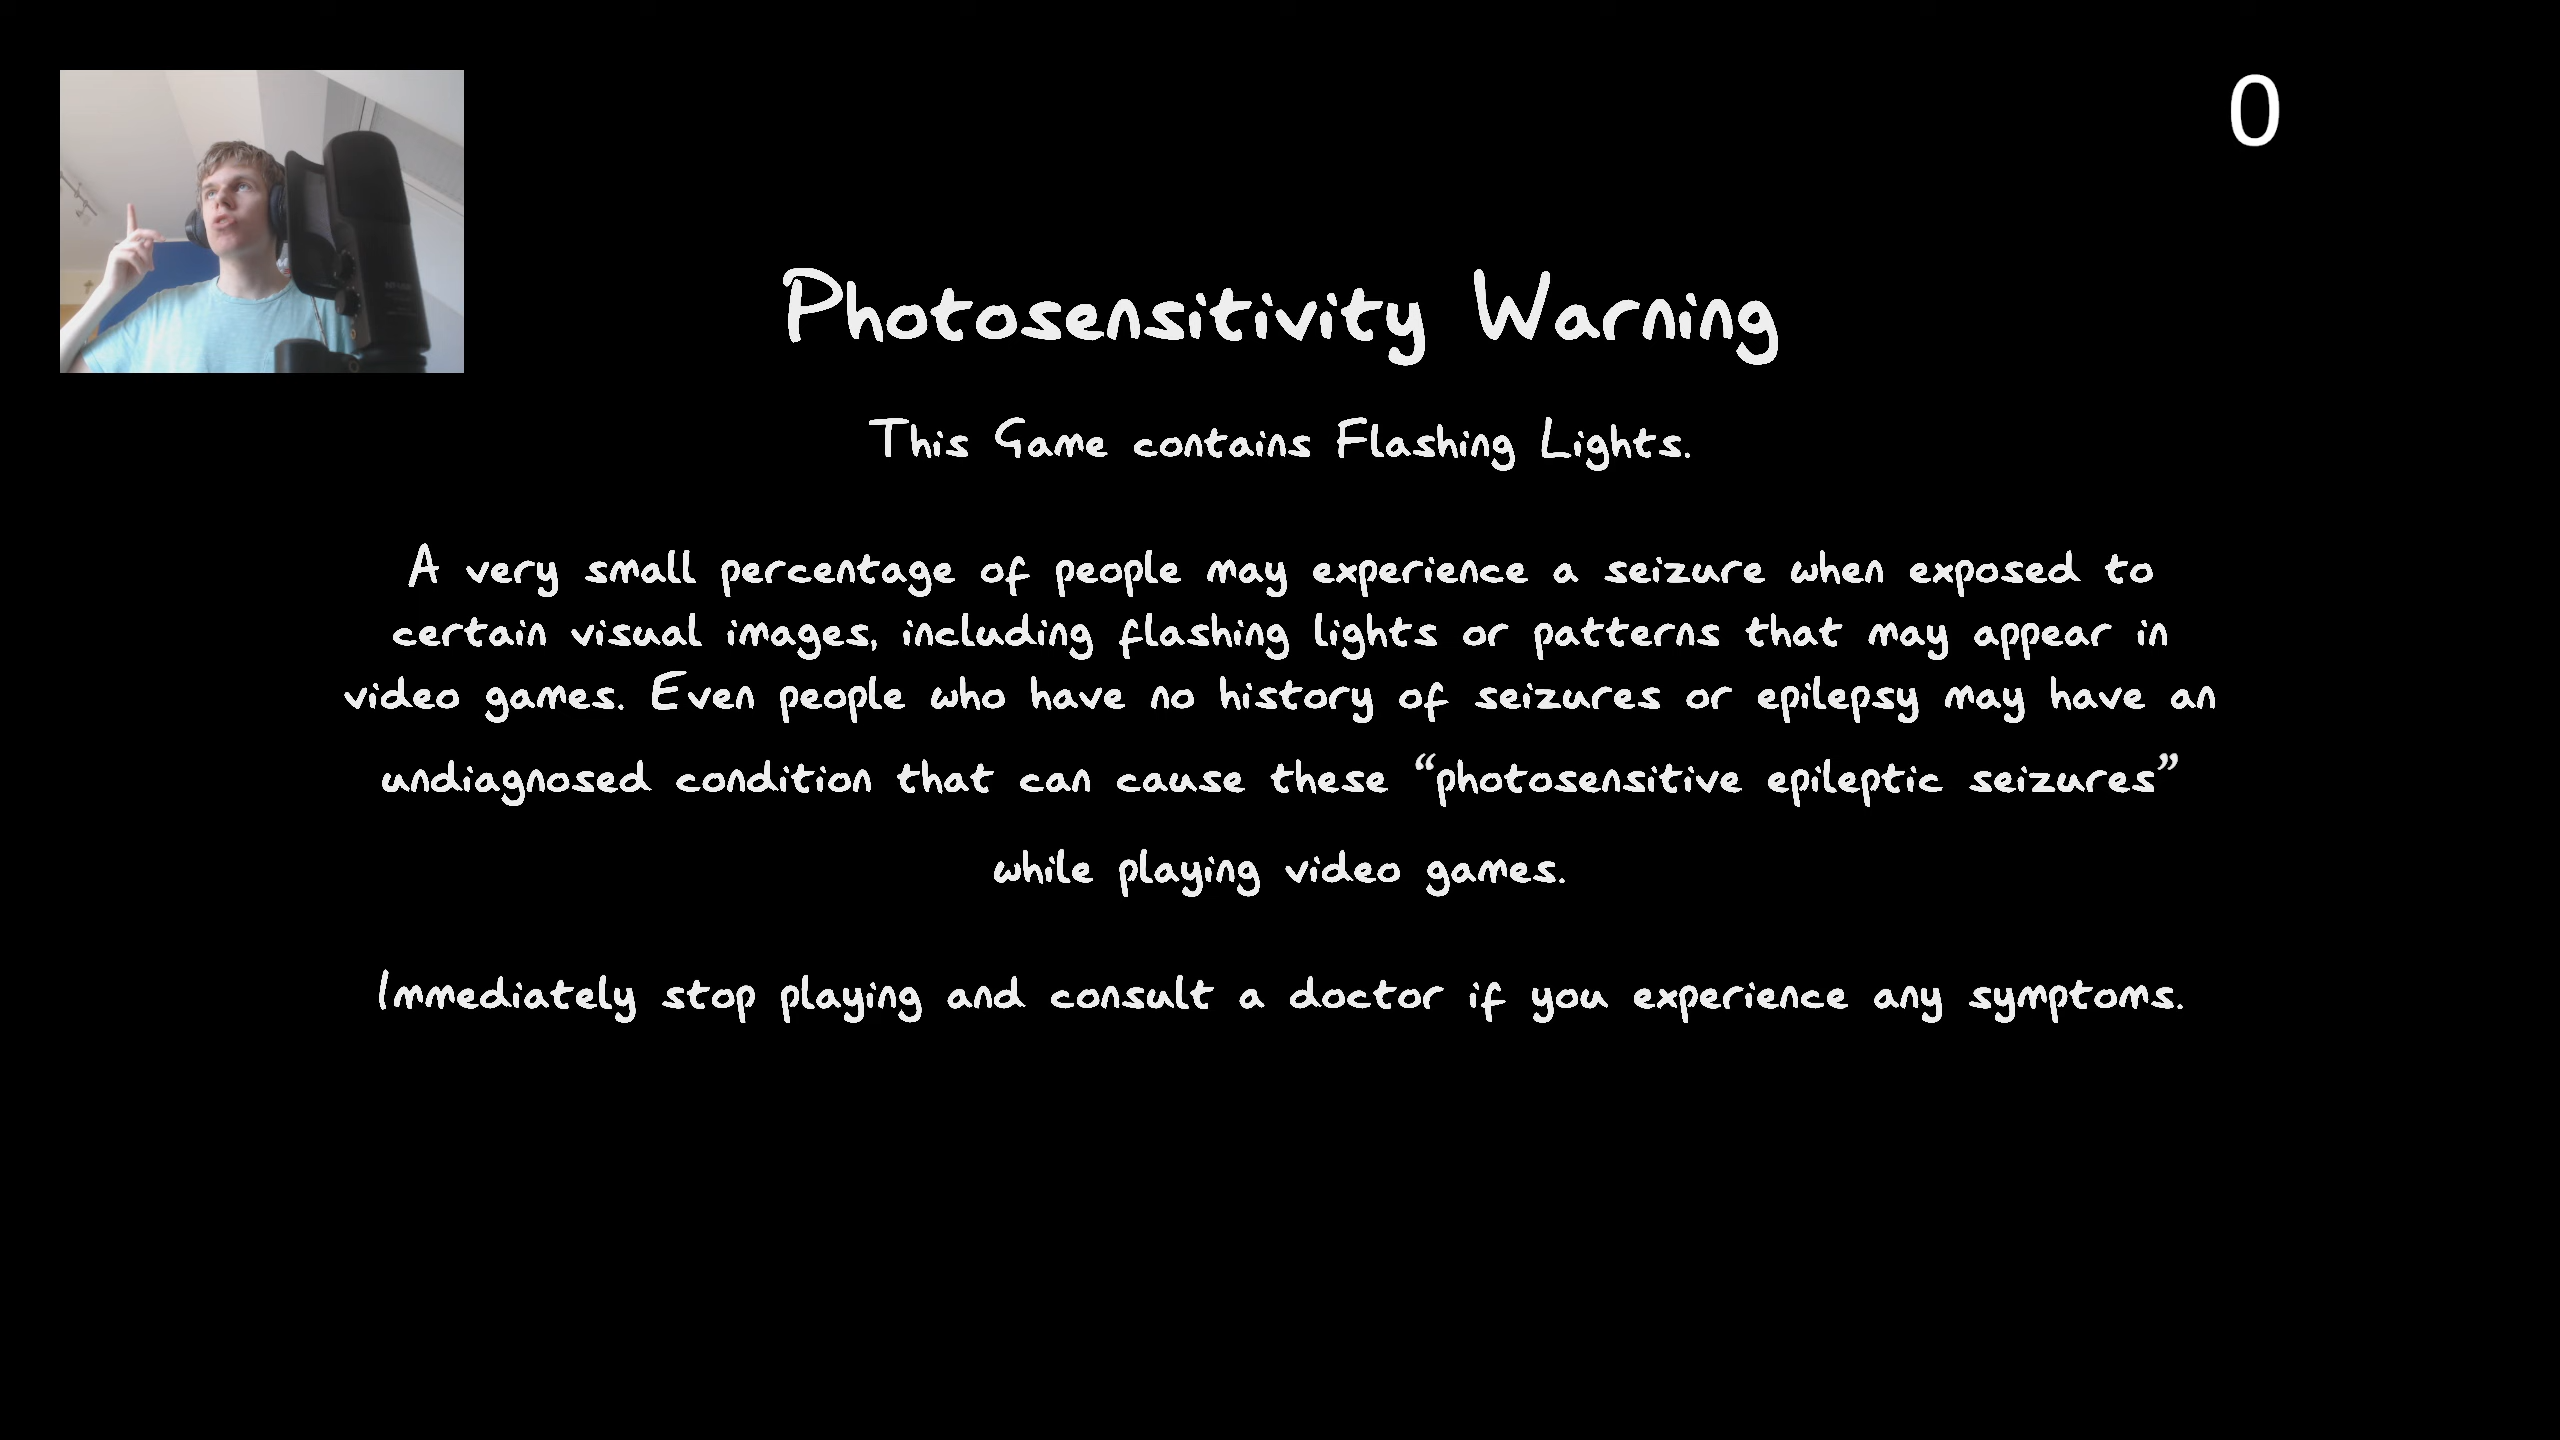 0
Photosensitivity Warning
This Game contains Flashing Lights.
A very small percentage of people may experience a seizure when exposed to
certain visual images, including flashing lights or patterns that may appear in
video games. Even people who have no history of seizures or epilepsy may have an
undiagnosed condition that can cause these “photosensitive epileptic seizures”
while playing video games.
Immediately stop playing and consult a doctor if you experience any symptoms.